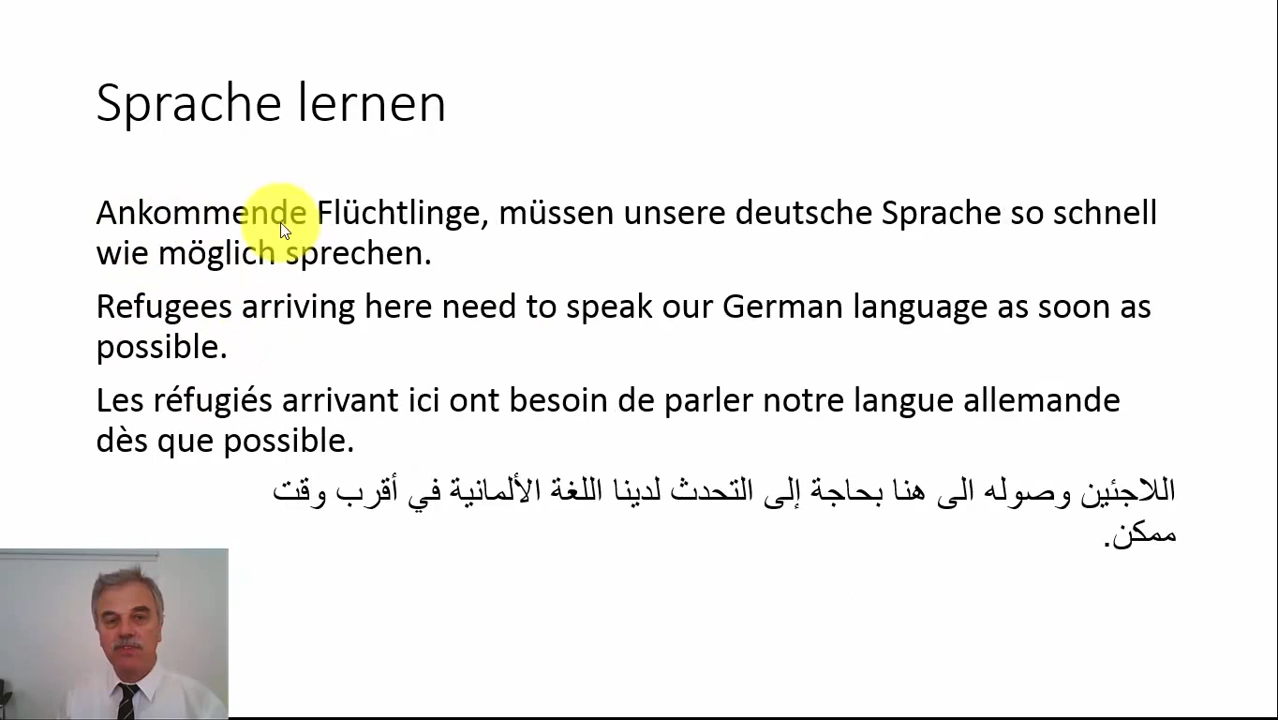 Sprache lernen
Ankommende Flüchtlinge, müssen unsere deutsche Sprache so schnell
wie möglich sprechen.
Refugees arriving here need to speak our German language as soon as
possible.
Les réfugiés arrivant ici ont besoin de parler notre langue allemande
dès que possible.
اللاجئين وصوله الى هنا بحاجة إلى التحدث لدينا اللغة الألمانية في أقرب وقت
ممكن.